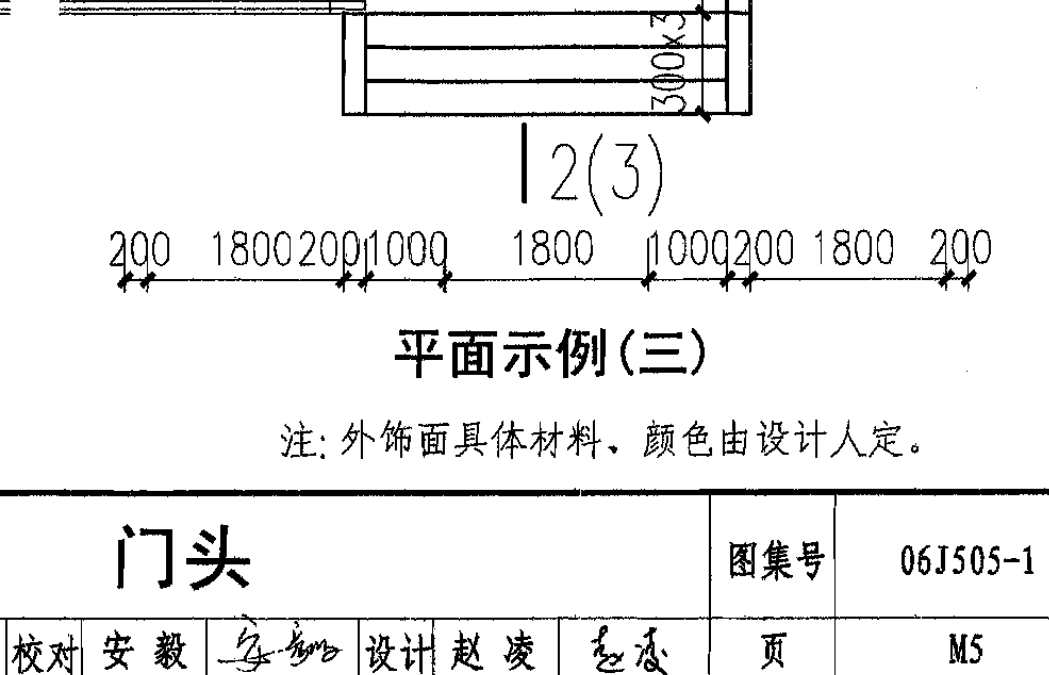 300x3
2(3)
200 1800 200 1000 1800 1000 200 1800 200
平面示例(三)
注: 外饰面具体材料、颜色由设计人定。
门头 图集号 06J505-1
校对 安毅 设计 赵凌 赵凌 页 M5